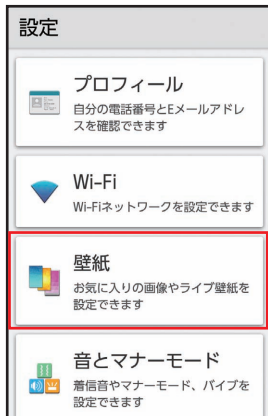 設定
プロフィール
自分の電話番号とEメールアドレ
スを確認できます
Wi-Fi
Wi-Fiネットワークを設定できます
壁紙
お気に入りの画像やライブ壁紙を
設定できます
音とマナーモード
着信音やマナーモード、バイブを
設定できます